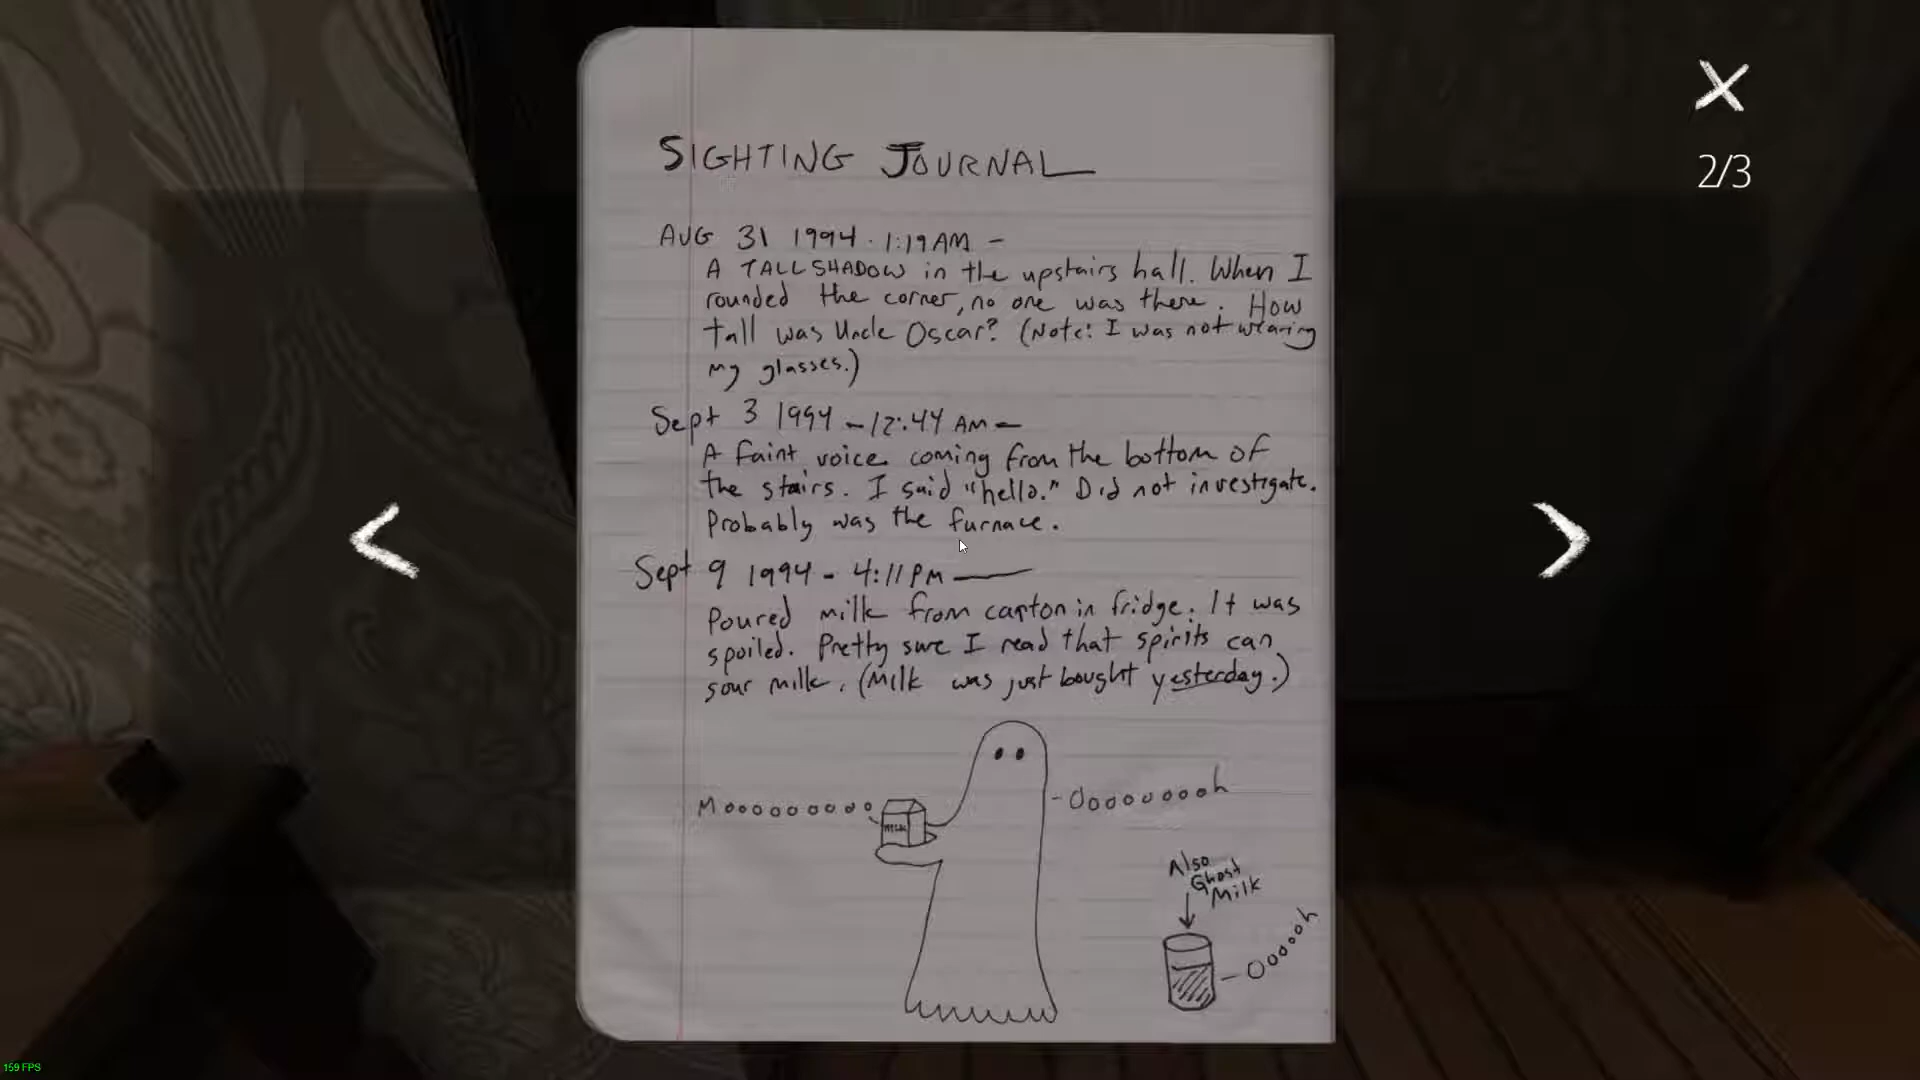 SIGHTING JOURNAL
2/3
AUG 31 1994 - 1:19AM -
A TALL SHADOW in the upstairs hall. When I
rounded the corner, no one was there. How
tall was Uncle Oscar? (Note: I was not wearing
my glasses.)
Sept 3 1994 - 12:44 AM -
A faint voice coming from the bottom of
the stairs. I said "hello." Did not investigate.
Probably was the furnace.
Sept 9 1994 - 4:11PM -
Poured milk from carton in fridge. It was
spoiled. Pretty sure I read that spirits can
sour milk. (Milk was just bought yesterday.)
Mooooooooo
MILK
- Oooooooooh
Also
Ghost
Milk
- Ooooooh
159 FPS